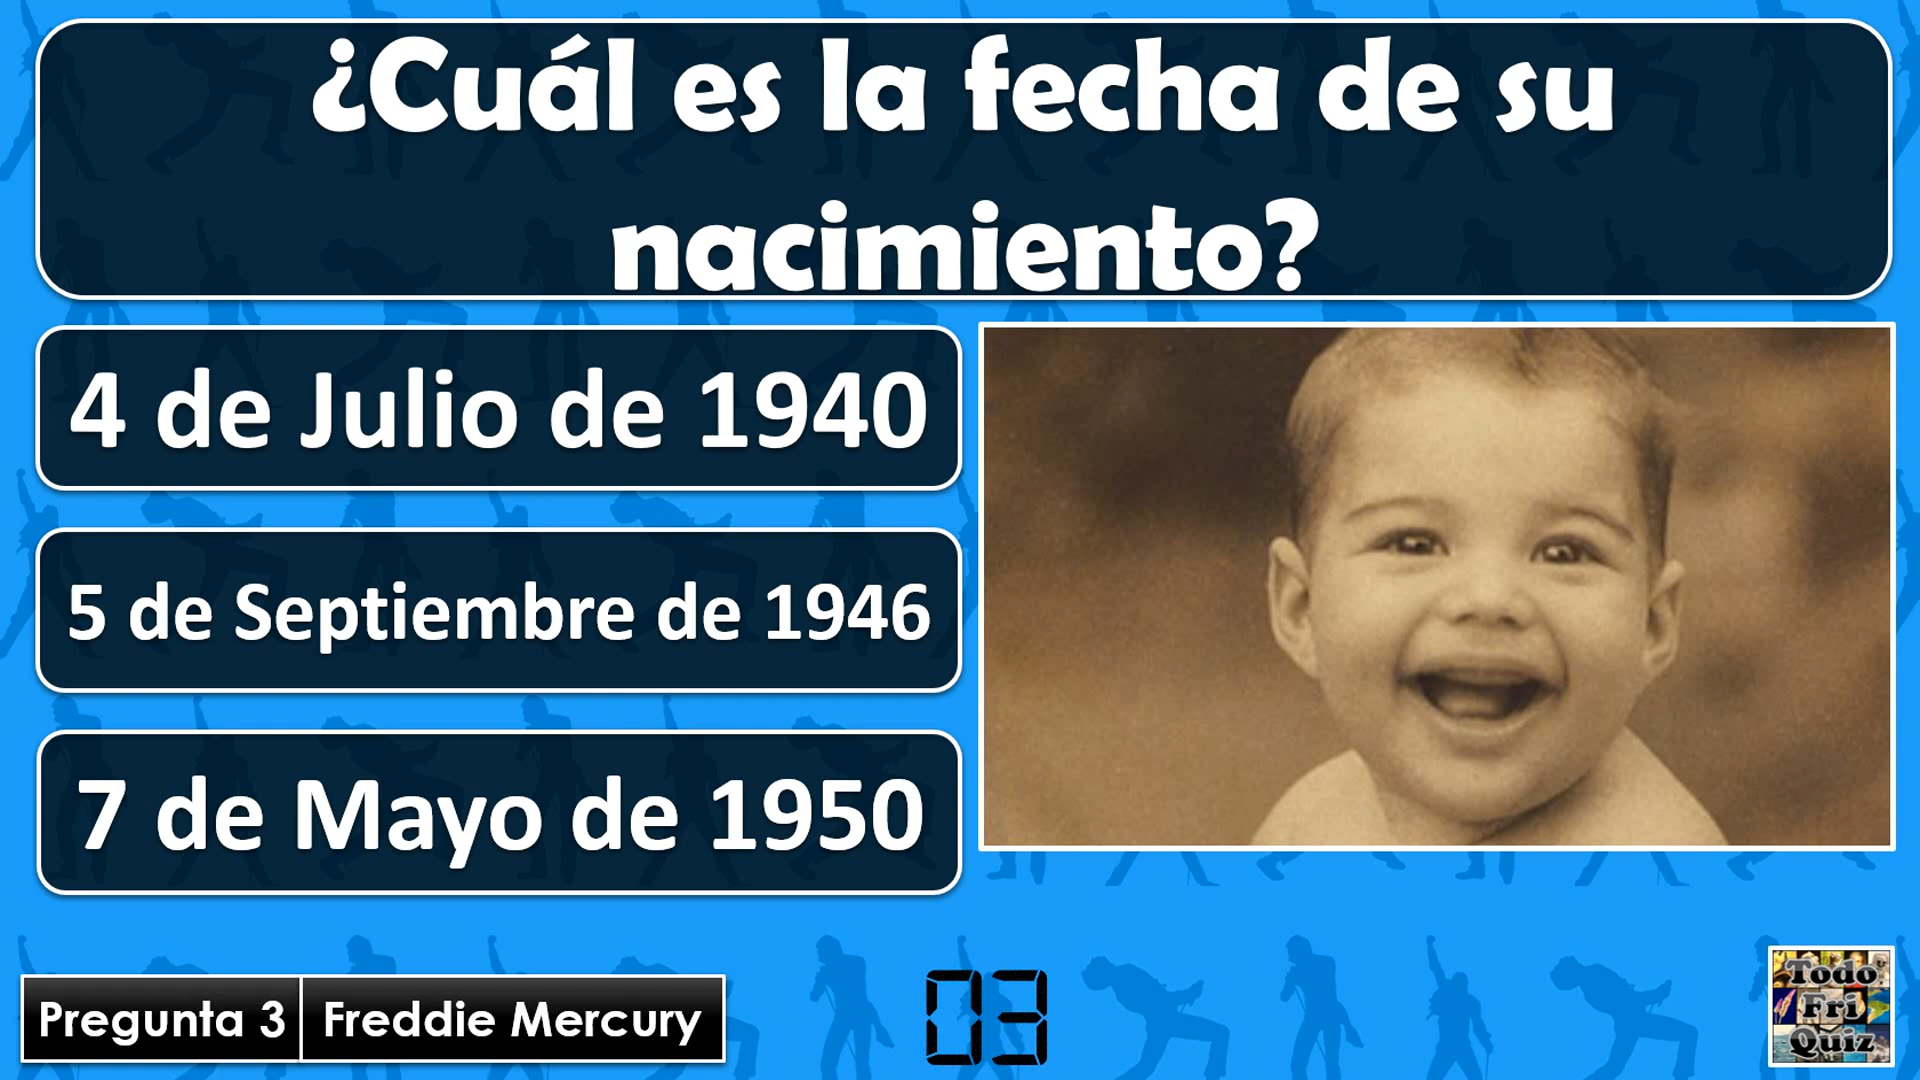 ¿Cuál es la fecha de su
nacimiento?
4 de Julio de 1940
5 de Septiembre de 1946
7 de Mayo de 1950
Pregunta 3
Freddie Mercury
03
Todo
Fri
Quiz